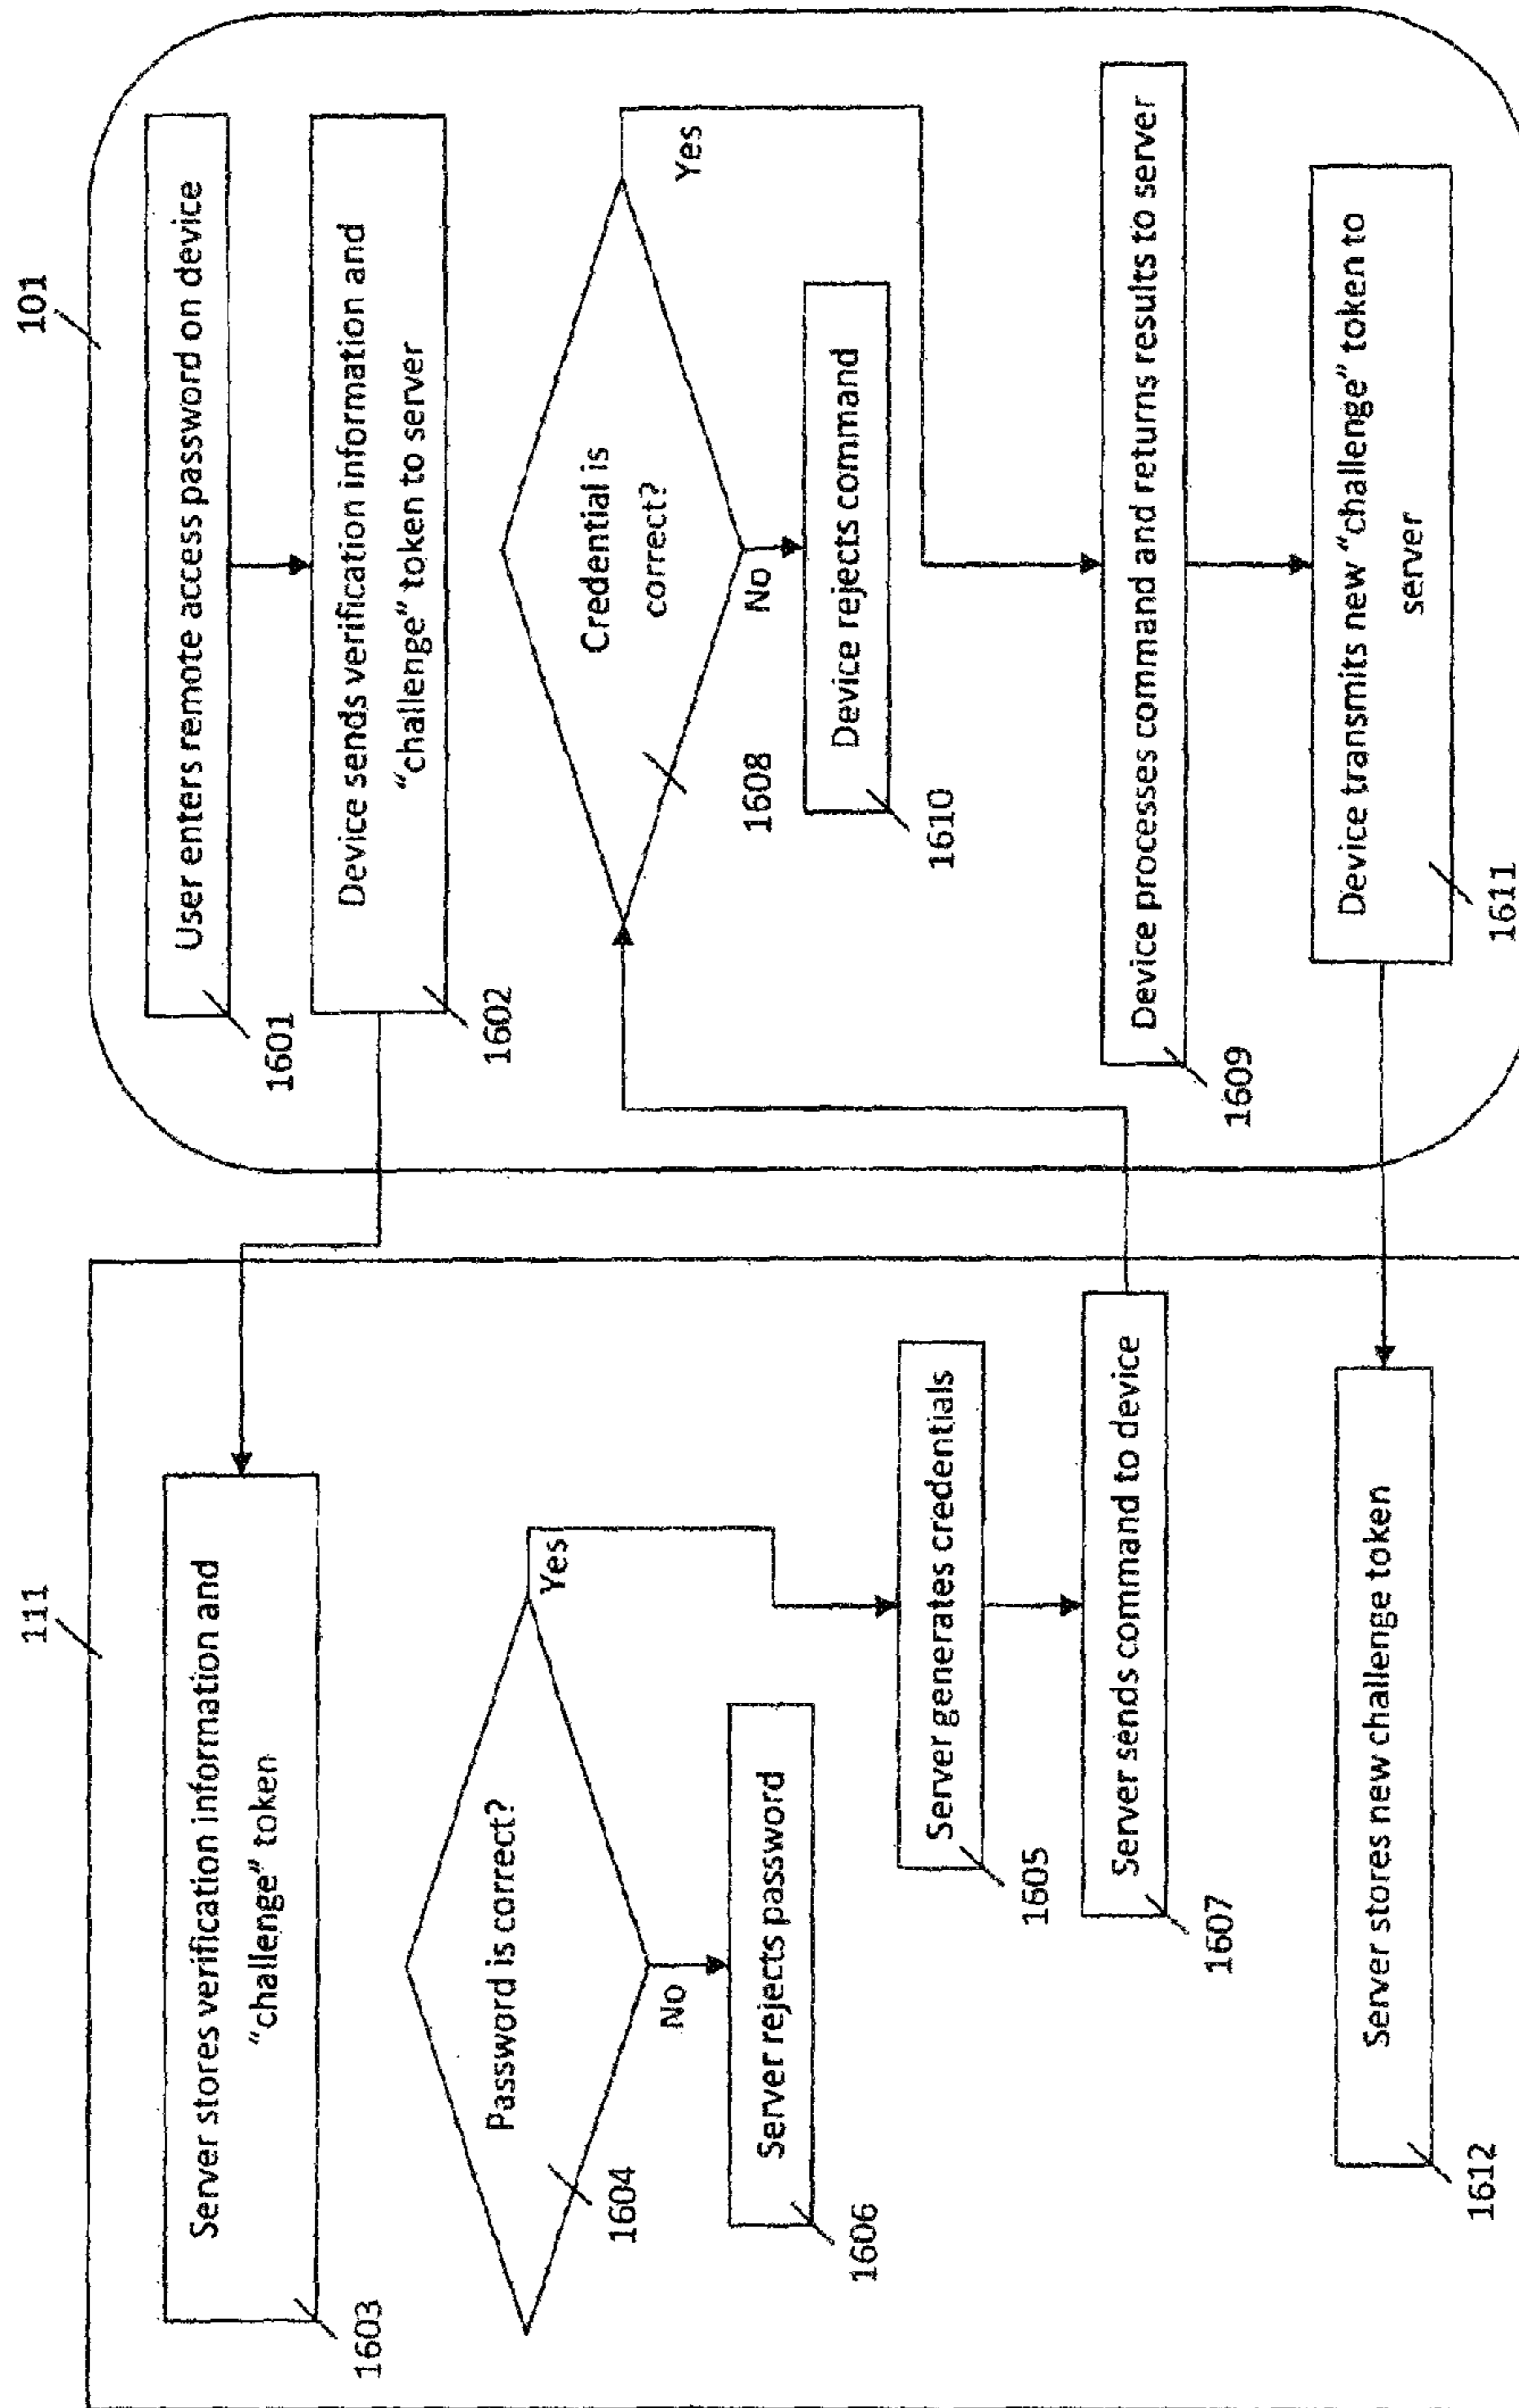 111
Server stores verification information and
“challenge” token
1603
Password is correct?
Yes
No
1604
Server rejects password
1606
Server generates credentials
1605
Server sends command to device
1607
Server stores new challenge token
1612
101
User enters remote access password on device
1601
Device sends verification information and
“challenge” token to server
1602
Credential is
correct?
Yes
No
1608
Device rejects command
1610
Device processes command and returns results to server
1609
Device transmits new “challenge” token to
server
1611